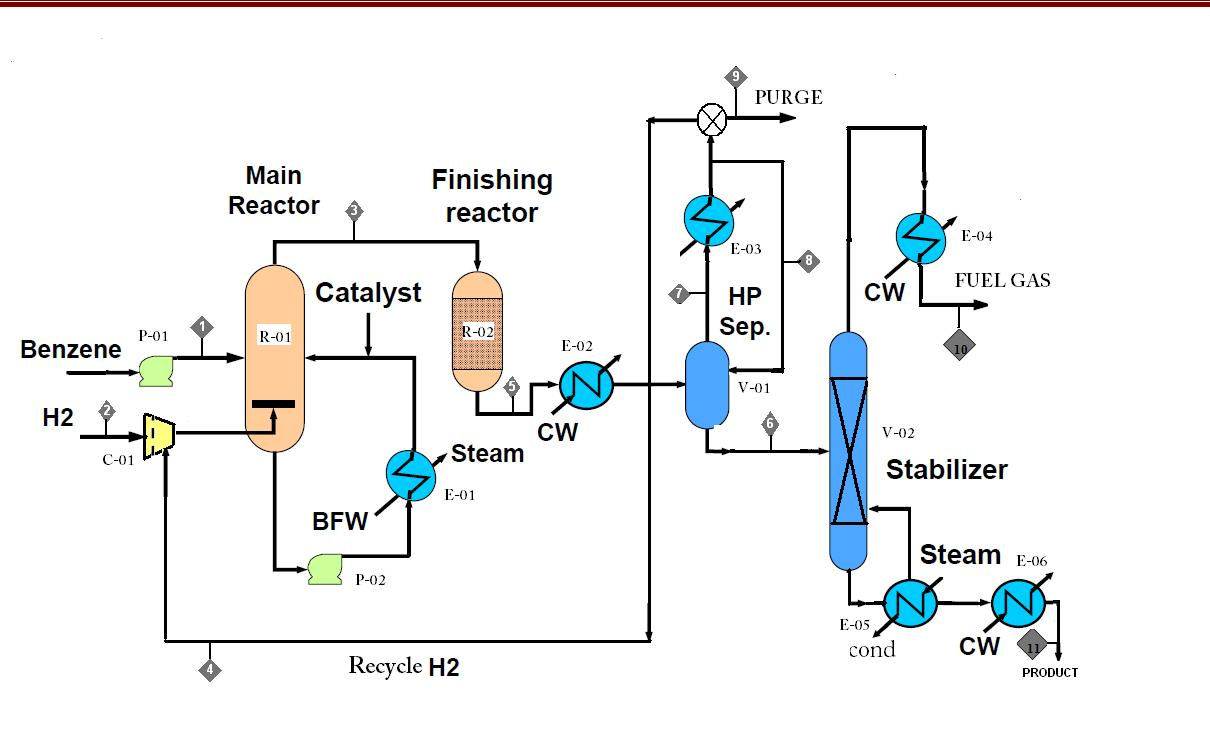 9
PURGE
Main
Reactor
Finishing
reactor
3
E-03
E-04
8
CW
FUEL GAS
7
HP
Sep.
Catalyst
P-01
1
R-01
R-02
Benzene
E-02
10
5
V-01
H2
2
6
CW
V-02
C-01
Steam
Stabilizer
E-01
BFW
Steam
E-06
P-02
E-05
cond
CW
11
4
Recycle H2
PRODUCT